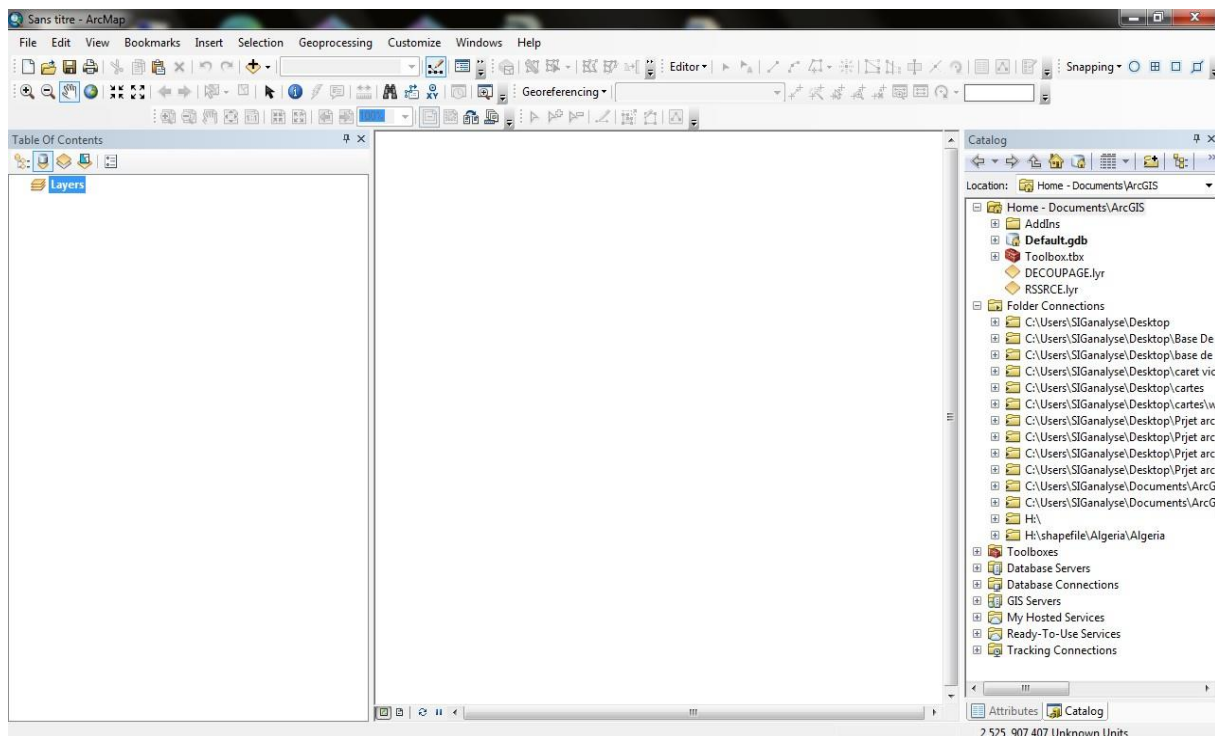 Sans titre - ArcMap
File Edit View Bookmarks Insert Selection Geoprocessing Customize Windows Help
Editor
Snapping
Georeferencing
100%
Table Of Contents
Layers
Catalog
Location: Home - Documents\ArcGIS
Home - Documents\ArcGIS
AddIns
Default.gdb
Toolbox.tbx
DECOUPAGE.lyr
RSSRCE.lyr
Folder Connections
C:\Users\SIGanalyse\Desktop
C:\Users\SIGanalyse\Desktop\Base De
C:\Users\SIGanalyse\Desktop\base de
C:\Users\SIGanalyse\Desktop\caret vic
C:\Users\SIGanalyse\Desktop\cartes
C:\Users\SIGanalyse\Desktop\cartes\w
C:\Users\SIGanalyse\Desktop\Prjet arc
C:\Users\SIGanalyse\Desktop\Prjet arc
C:\Users\SIGanalyse\Desktop\Prjet arc
C:\Users\SIGanalyse\Desktop\Prjet arc
C:\Users\SIGanalyse\Documents\ArcG
C:\Users\SIGanalyse\Documents\ArcG
H:\
H:\shapefile\Algeria\Algeria
Toolboxes
Database Servers
Database Connections
GIS Servers
My Hosted Services
Ready-To-Use Services
Tracking Connections
Attributes Catalog
2,525 907,407 Unknown Units